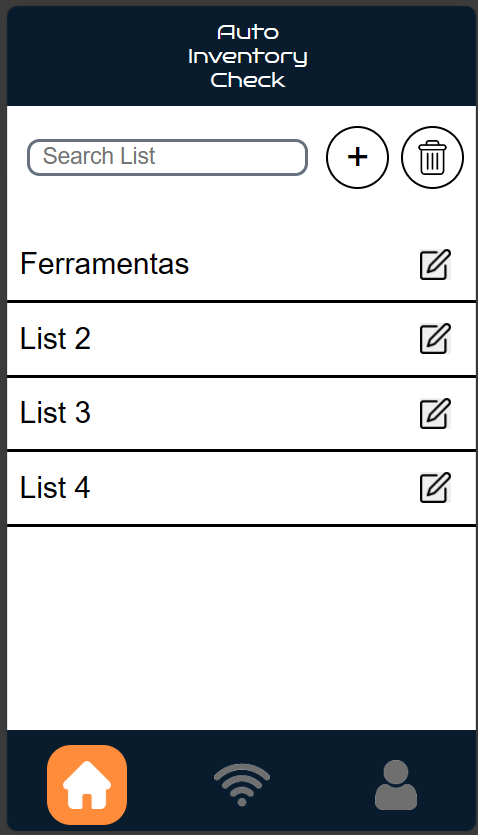 Auto
Inventory
Check
Search List
+
Ferramentas
List 2
List 3
List 4